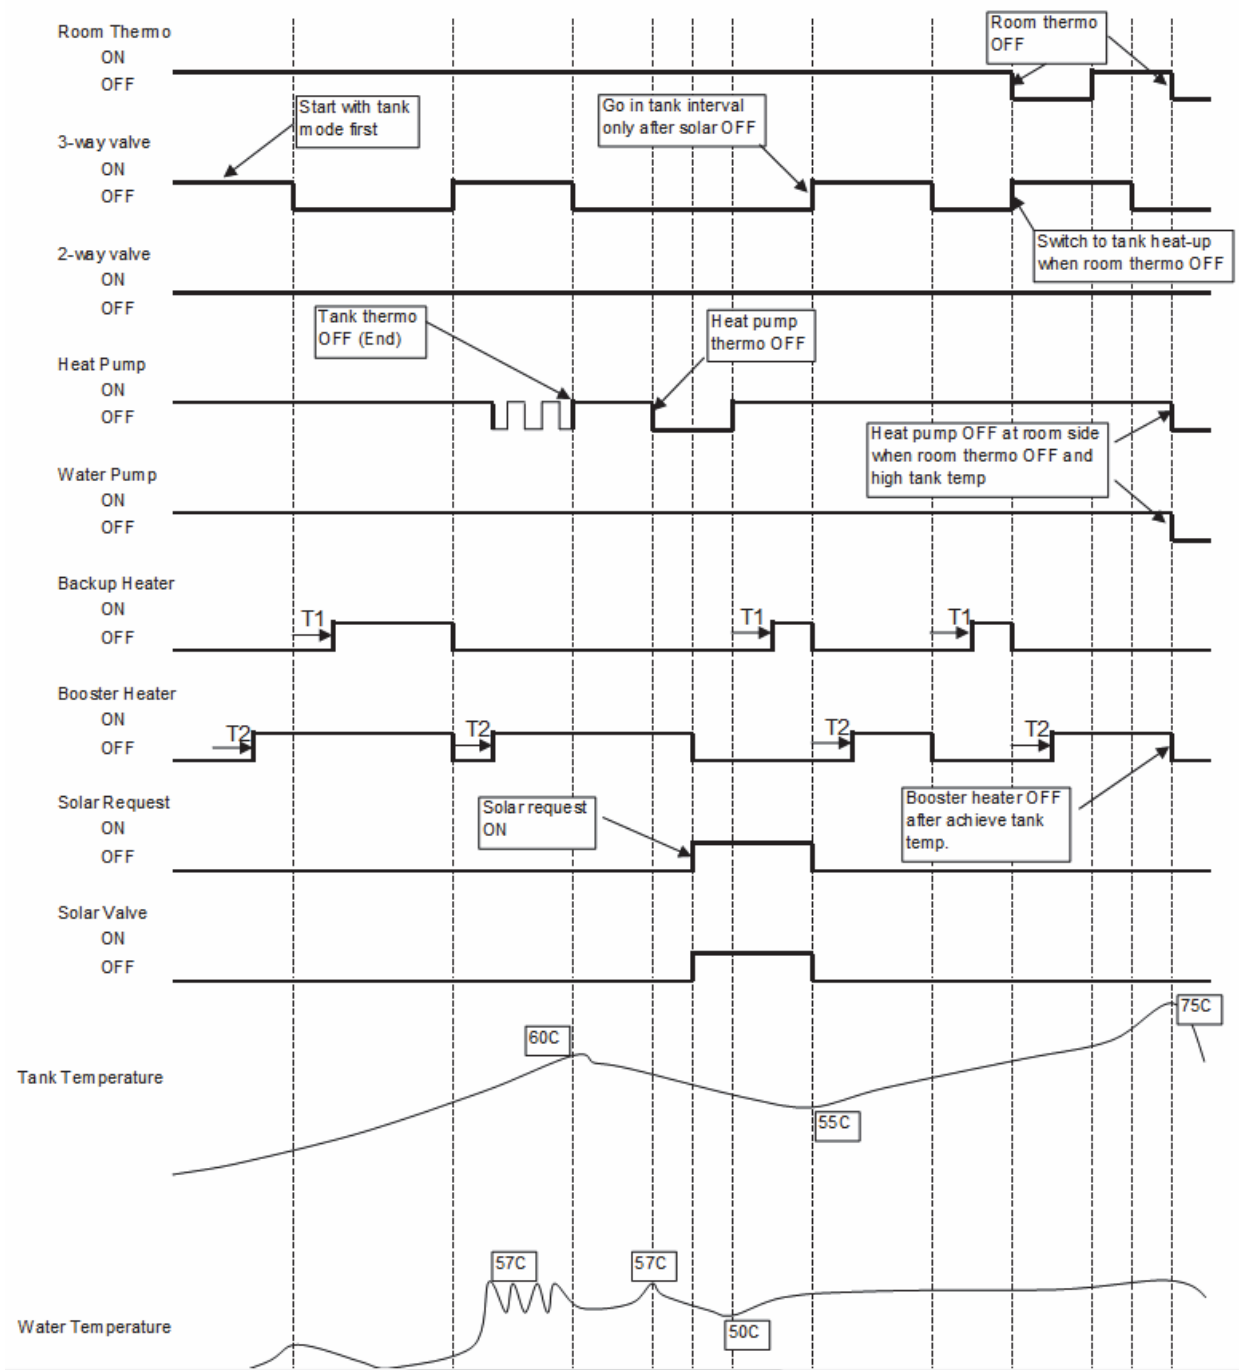 Room Thermo
ON
OFF
Room thermo
OFF
Start with tank
mode first
Go in tank interval
only after solar OFF
3-way valve
ON
OFF
Switch to tank heat-up
when room thermo OFF
2-way valve
ON
OFF
Tank thermo
OFF (End)
Heat pump
thermo OFF
Heat Pump
ON
OFF
Heat pump OFF at room side
when room thermo OFF and
high tank temp
Water Pump
ON
OFF
Backup Heater
ON
OFF
T1
T1
T1
Booster Heater
ON
OFF
T2
T2
T2
T2
Solar Request
ON
OFF
Solar request
ON
Booster heater OFF
after achieve tank
temp.
Solar Valve
ON
OFF
60C
75C
Tank Temperature
55C
57C
57C
Water Temperature
50C